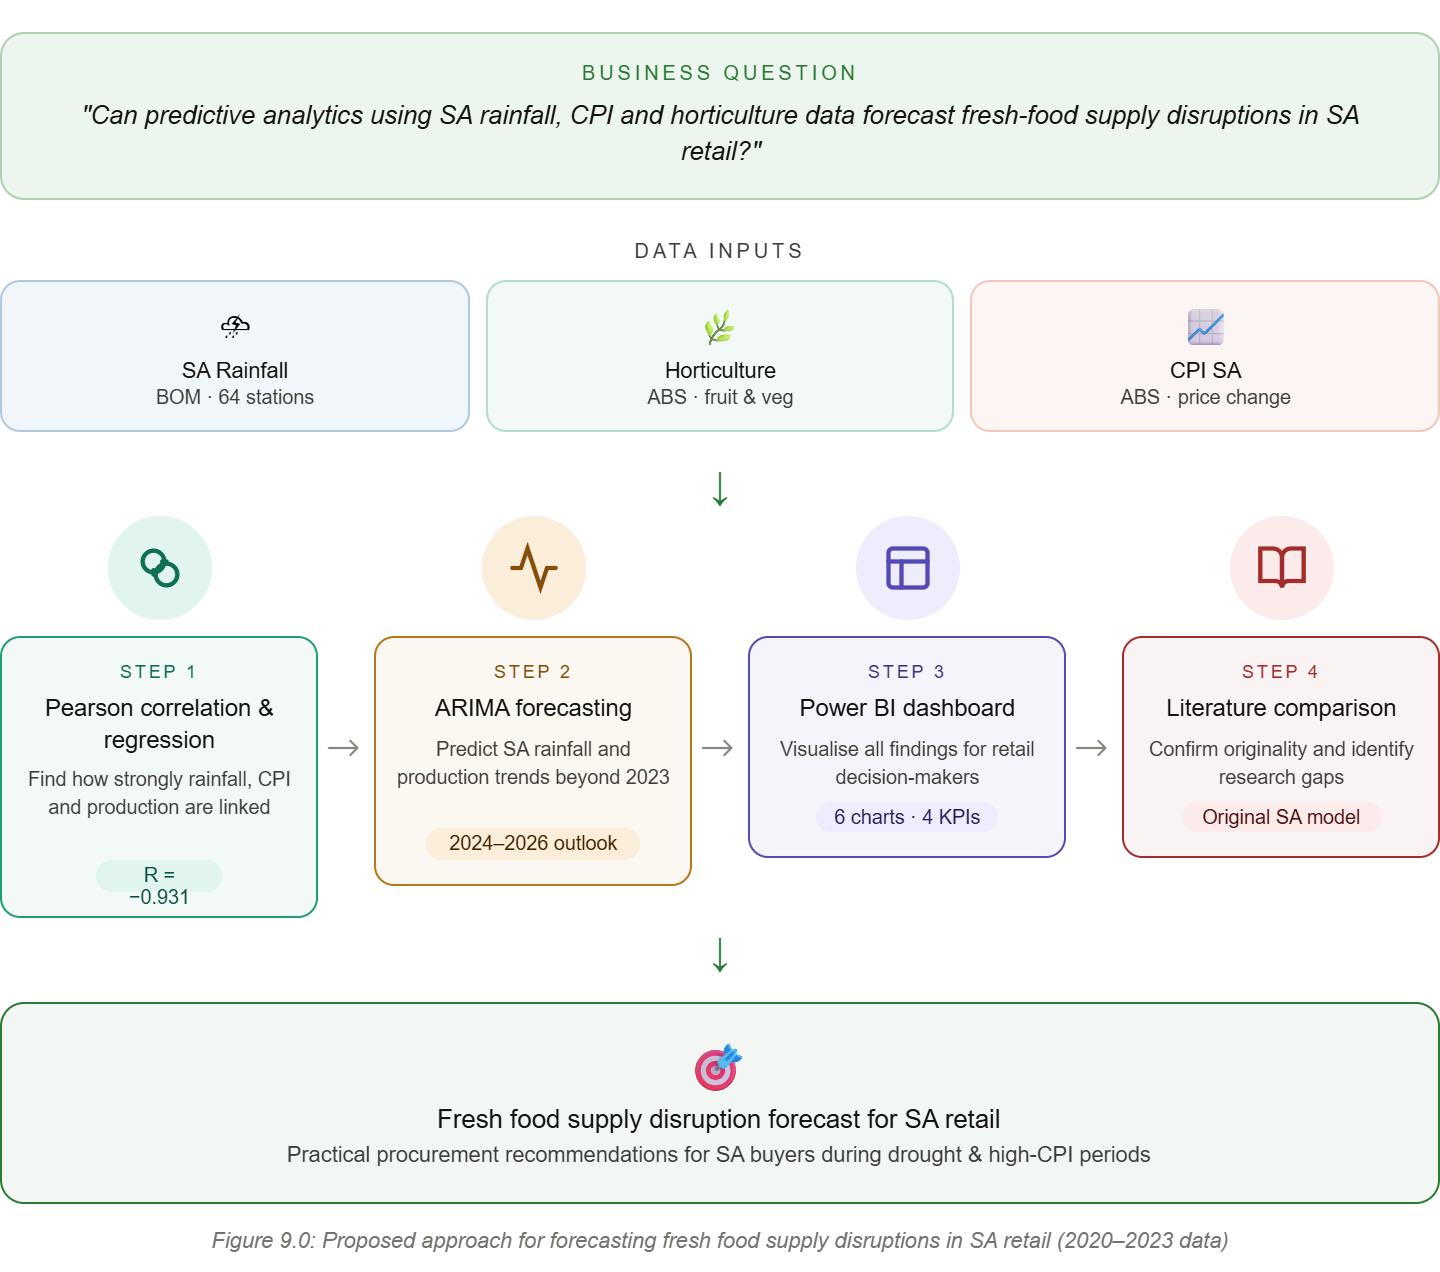 BUSINESS QUESTION
"Can predictive analytics using SA rainfall, CPI and horticulture data forecast fresh-food supply disruptions in SA
retail?"
DATA INPUTS
SA Rainfall
BOM · 64 stations
Horticulture
ABS · fruit & veg
CPI SA
ABS · price change
↓
STEP 1
Pearson correlation &
regression
Find how strongly rainfall, CPI
and production are linked
R =
−0.931
→
STEP 2
ARIMA forecasting
Predict SA rainfall and
production trends beyond 2023
2024–2026 outlook
→
STEP 3
Power BI dashboard
Visualise all findings for retail
decision-makers
6 charts · 4 KPIs
→
STEP 4
Literature comparison
Confirm originality and identify
research gaps
Original SA model
↓
Fresh food supply disruption forecast for SA retail
Practical procurement recommendations for SA buyers during drought & high-CPI periods
Figure 9.0: Proposed approach for forecasting fresh food supply disruptions in SA retail (2020–2023 data)